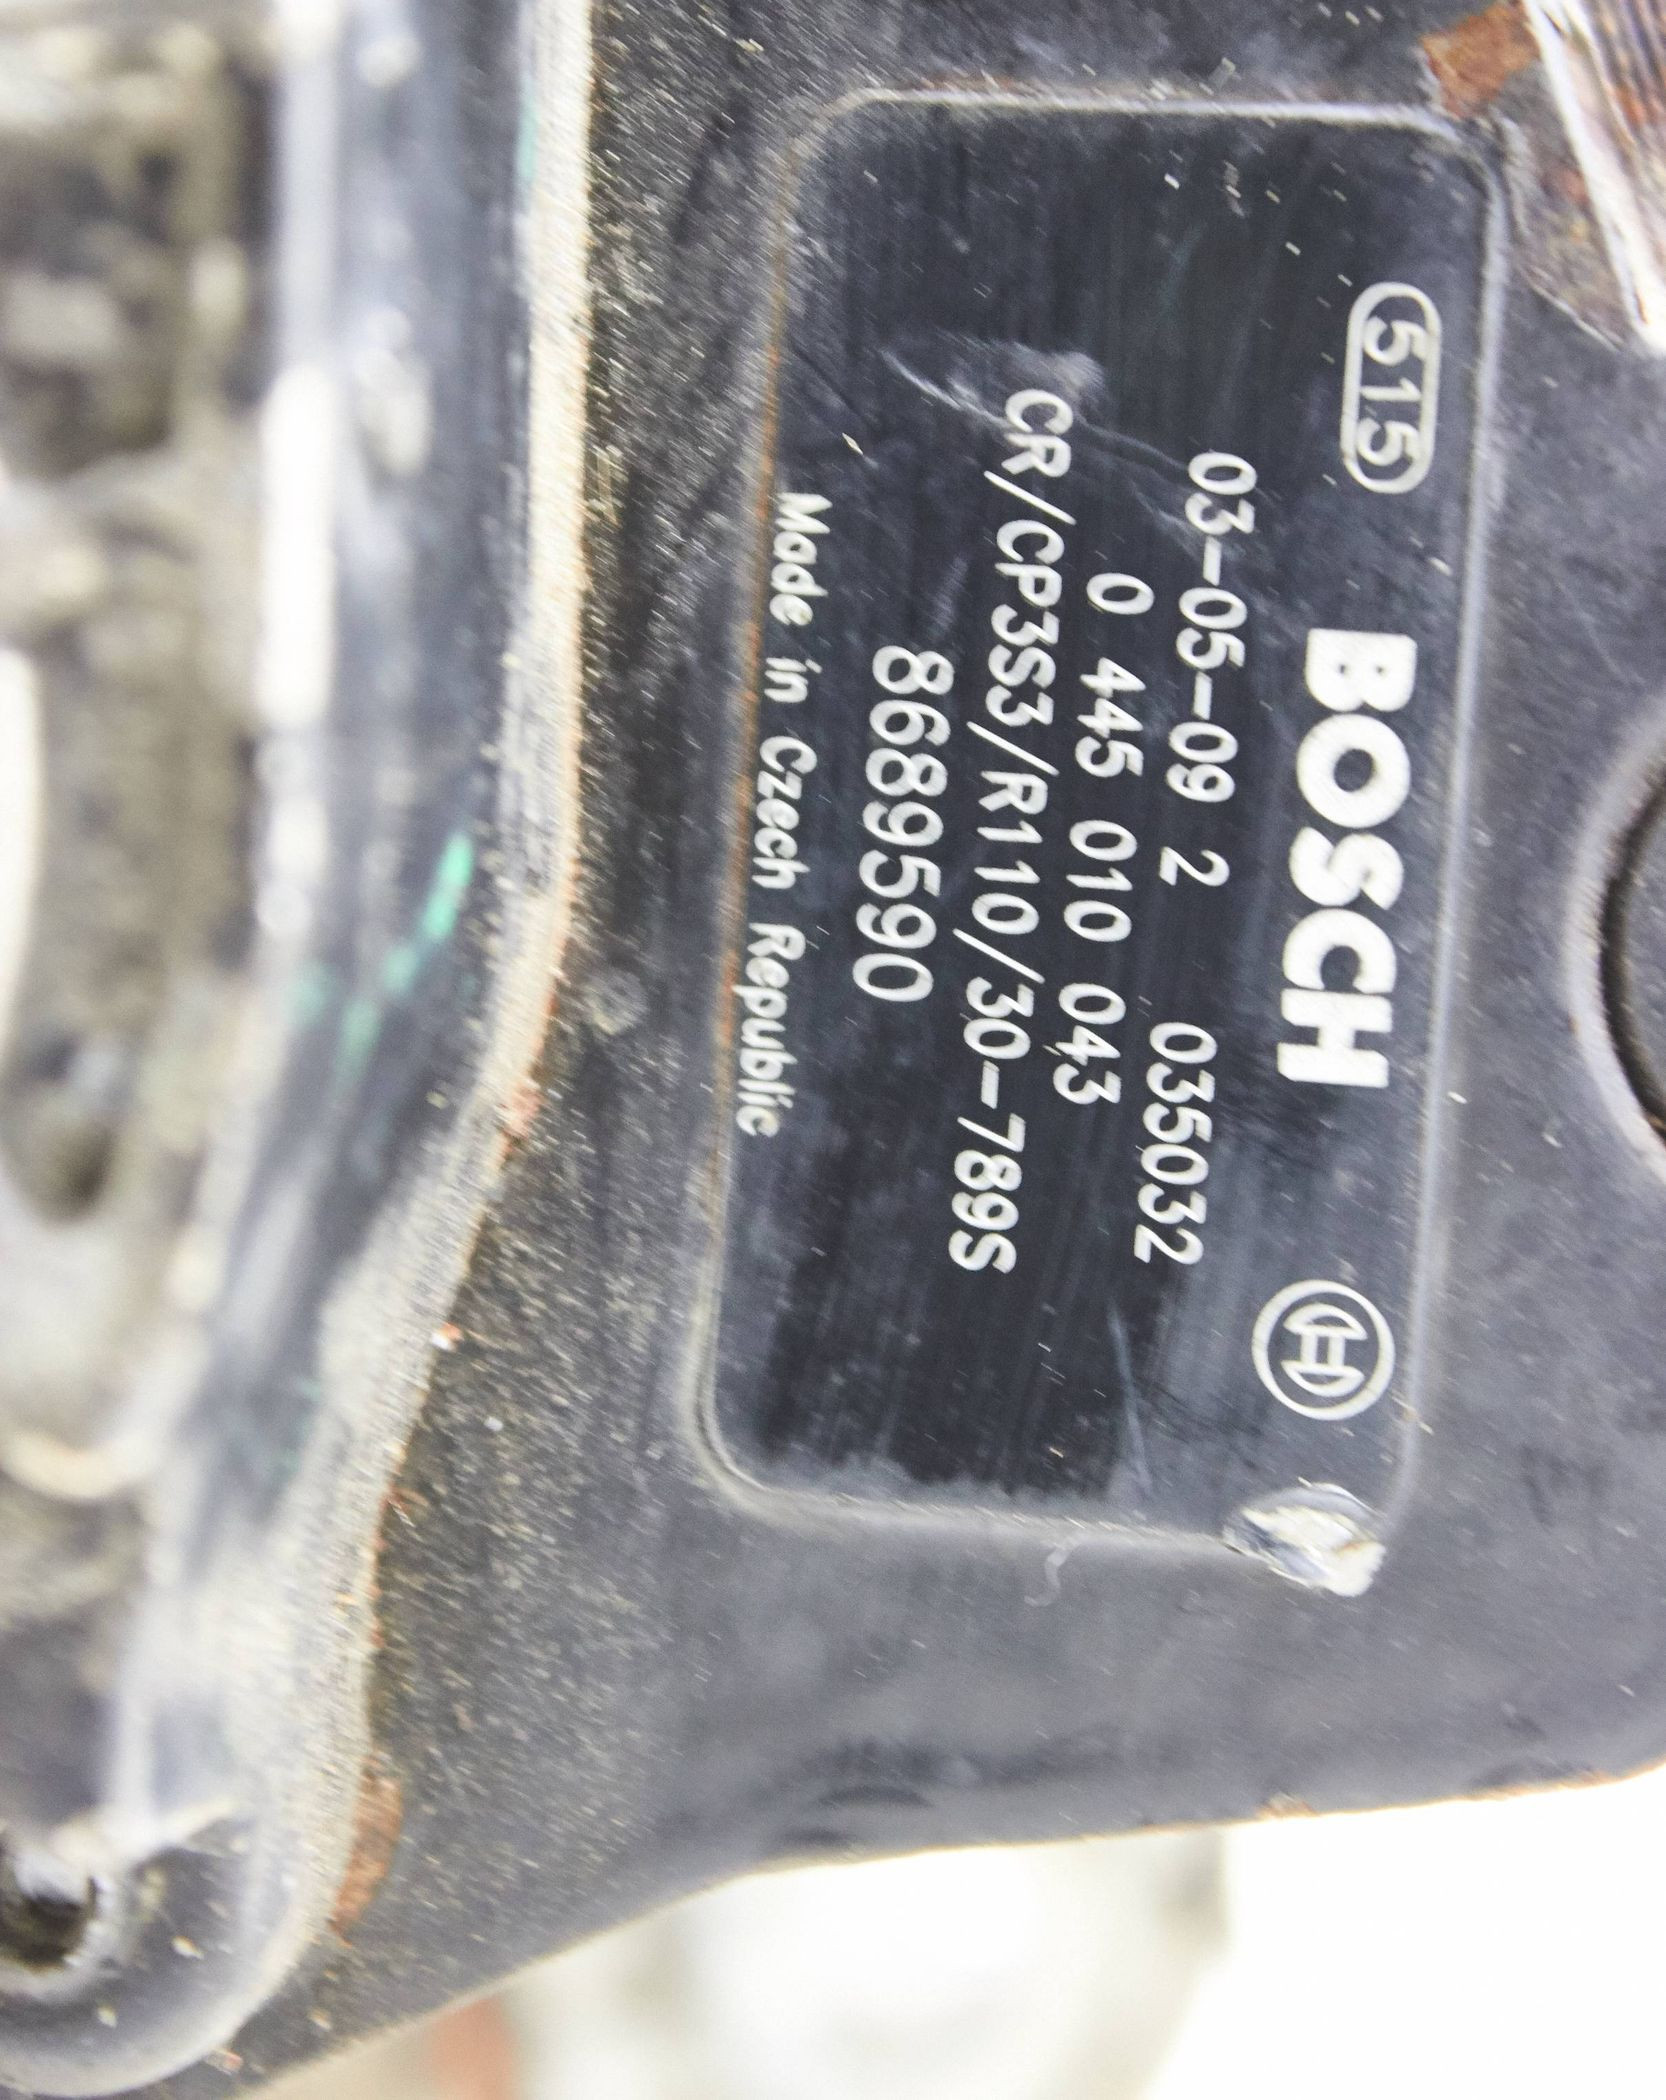 515 BOSCH
03-05-09 2 035032
0 445 010 043
CR/CP3S3/R110/30-789S
8689590
Made in Czech Republic